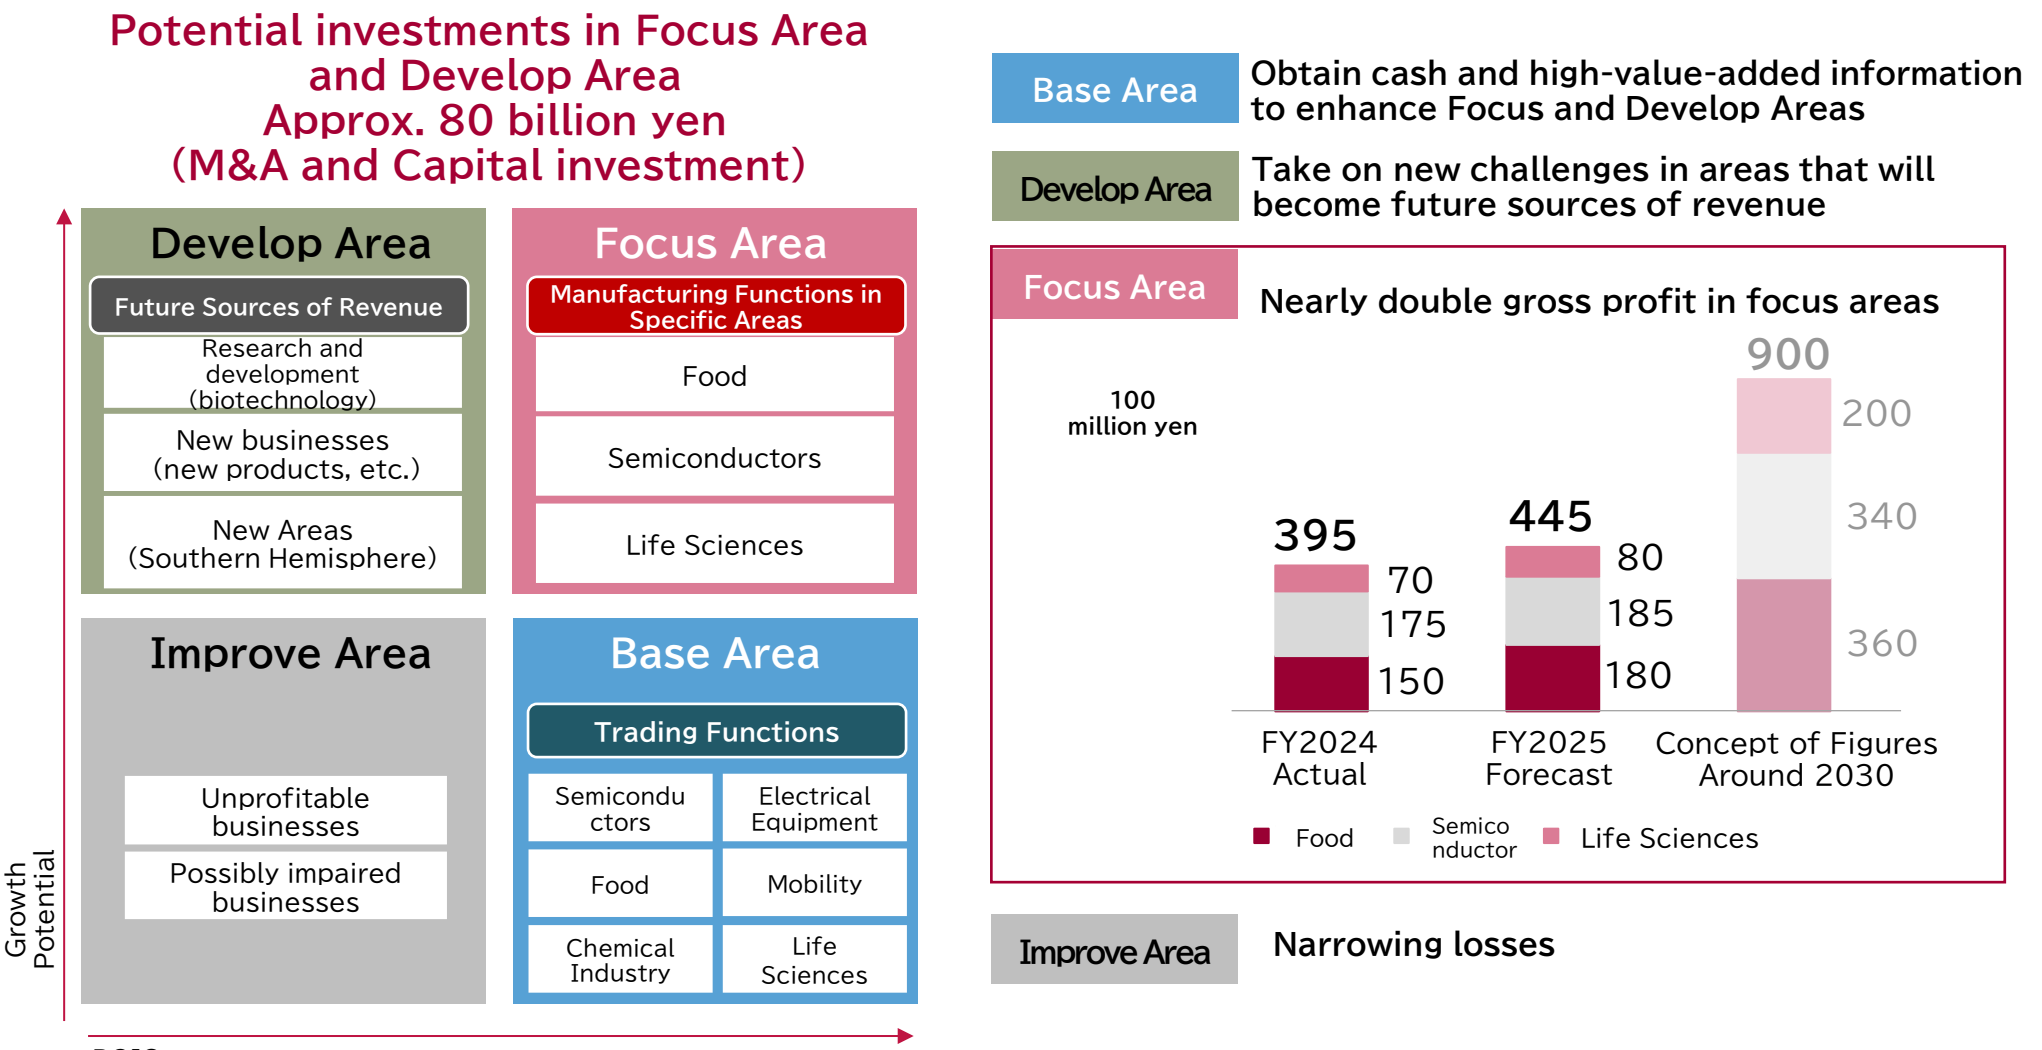 Potential investments in Focus Area
and Develop Area
Approx. 80 billion yen
(M&A and Capital investment)
Develop Area
Future Sources of Revenue
Research and
development
(biotechnology)
New businesses
(new products, etc.)
New Areas
(Southern Hemisphere)
Focus Area
Manufacturing Functions in
Specific Areas
Food
Semiconductors
Life Sciences
Improve Area
Unprofitable
businesses
Possibly impaired
businesses
Base Area
Trading Functions
Semicondu
ctors
Electrical
Equipment
Food
Mobility
Chemical
Industry
Life
Sciences
Growth
Potential
Base Area
Obtain cash and high-value-added information
to enhance Focus and Develop Areas
Develop Area
Take on new challenges in areas that will
become future sources of revenue
Focus Area
Nearly double gross profit in focus areas
100
million yen
395
70
175
150
445
80
185
180
900
200
340
360
FY2024
Actual
FY2025
Forecast
Concept of Figures
Around 2030
Food
Semico
nductor
Life Sciences
Improve Area
Narrowing losses